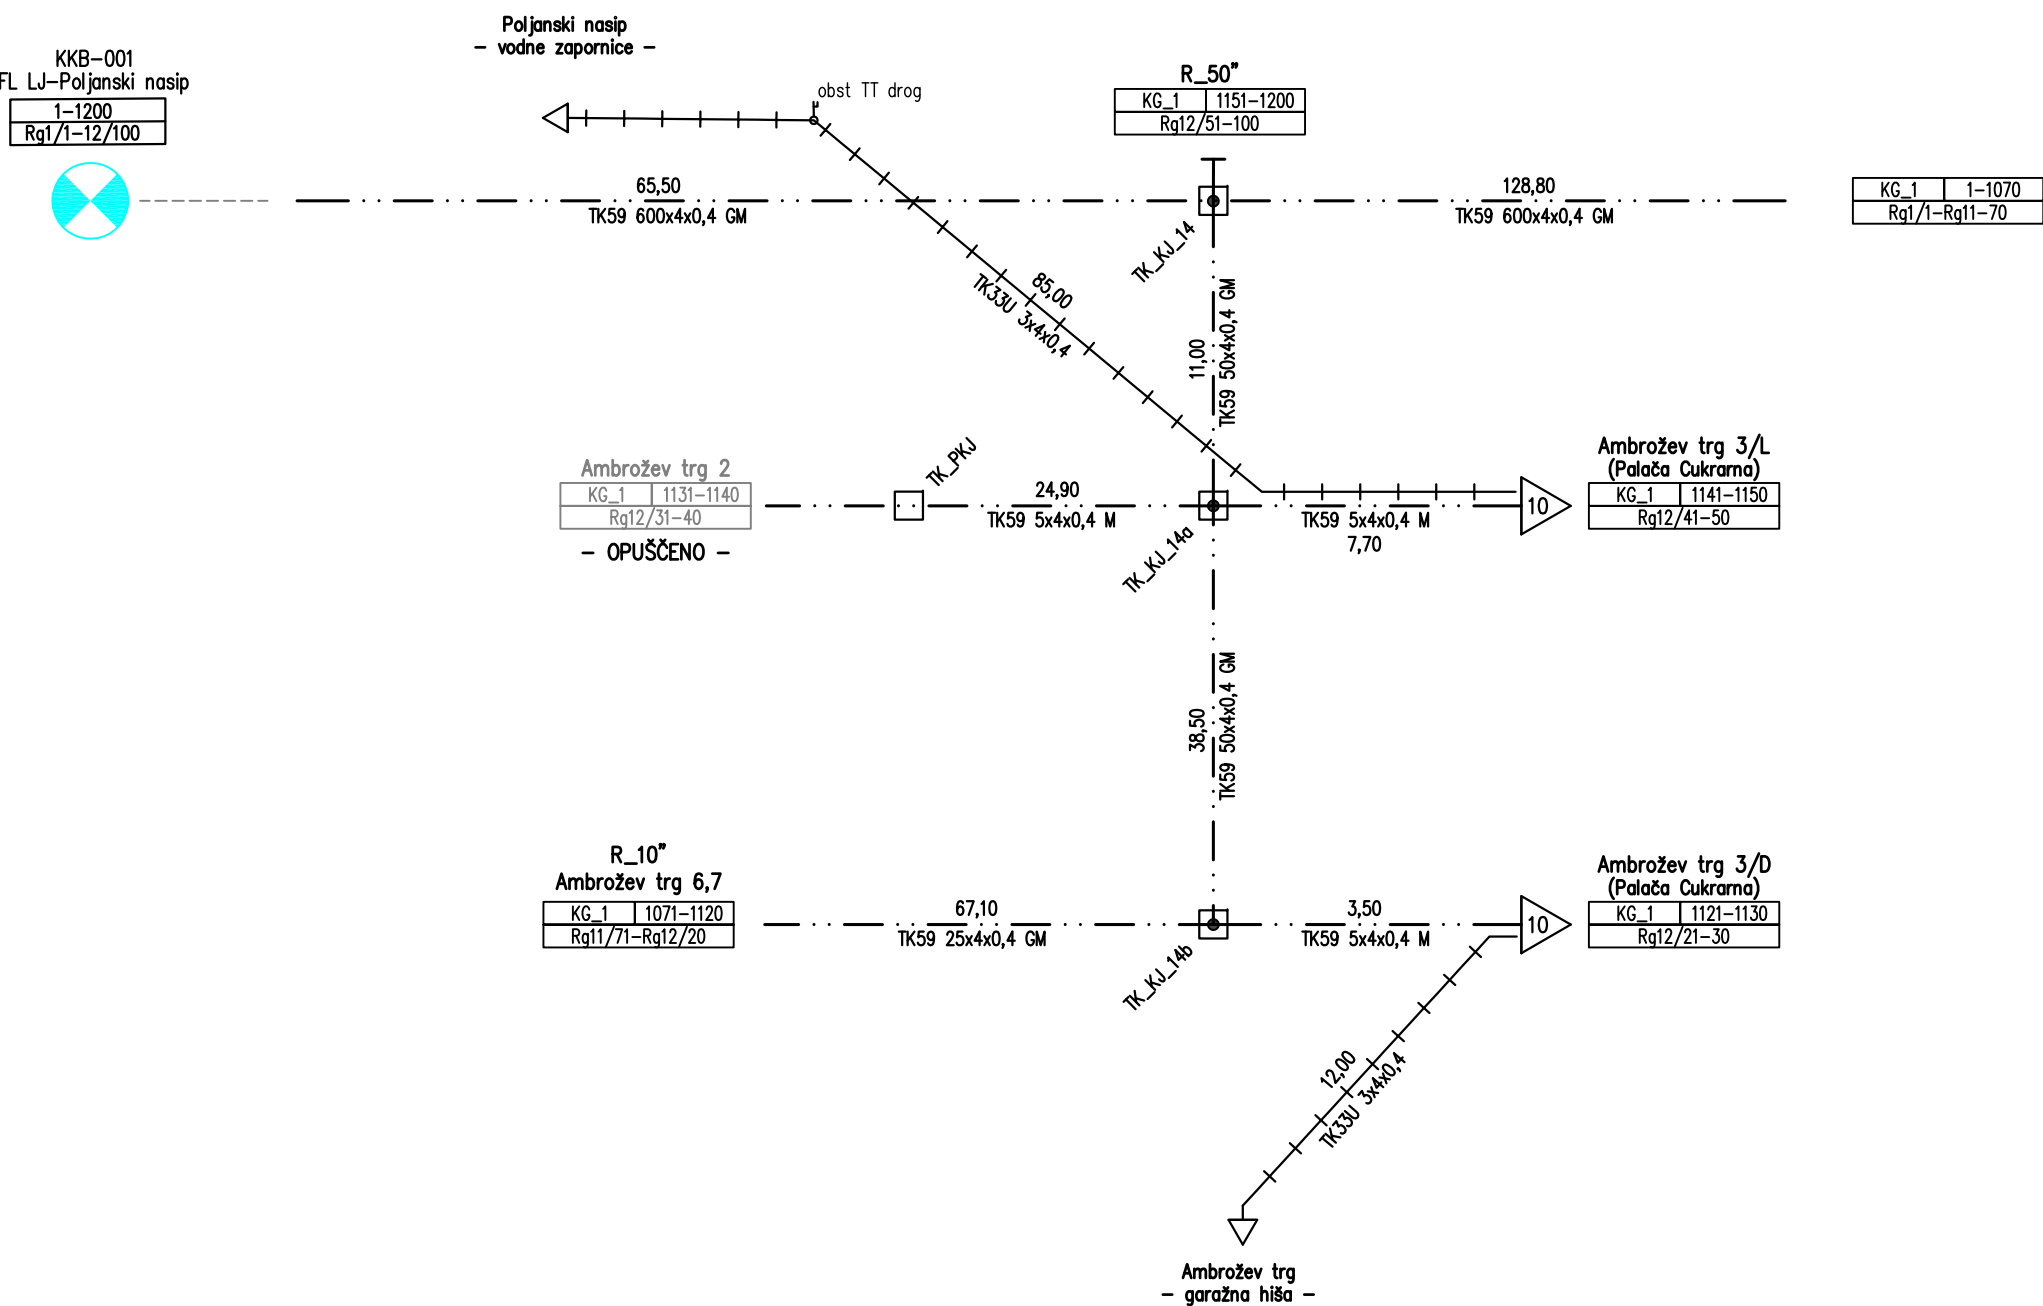 Poljanski nasip
- vodne zapornice -
KKB-001
FL LJ-Poljanski nasip
1-1200
Rg1/1-12/100
obst TT drog
R_50"
KG_1 1151-1200
Rg12/51-100
65,50
TK59 600x4x0,4 GM
128,80
TK59 600x4x0,4 GM
KG_1 1-1070
Rg1/1-Rg11-70
TK_KJ_14
85,00
TK33U 3x4x0,4
11,00
TK59 50x4x0,4 GM
Ambrožev trg 2
KG_1 1131-1140
Rg12/31-40
- OPUŠČENO -
TK_PKJ
24,90
TK59 5x4x0,4 M
TK_KJ_14a
TK59 5x4x0,4 M
7,70
10
Ambrožev trg 3/L
(Palača Cukrarna)
KG_1 1141-1150
Rg12/41-50
38,50
TK59 50x4x0,4 GM
R_10"
Ambrožev trg 6,7
KG_1 1071-1120
Rg11/71-Rg12/20
67,10
TK59 25x4x0,4 GM
TK_KJ_14b
3,50
TK59 5x4x0,4 M
10
Ambrožev trg 3/D
(Palača Cukrarna)
KG_1 1121-1130
Rg12/21-30
12,00
TK33U 3x4x0,4
Ambrožev trg
- garažna hiša -